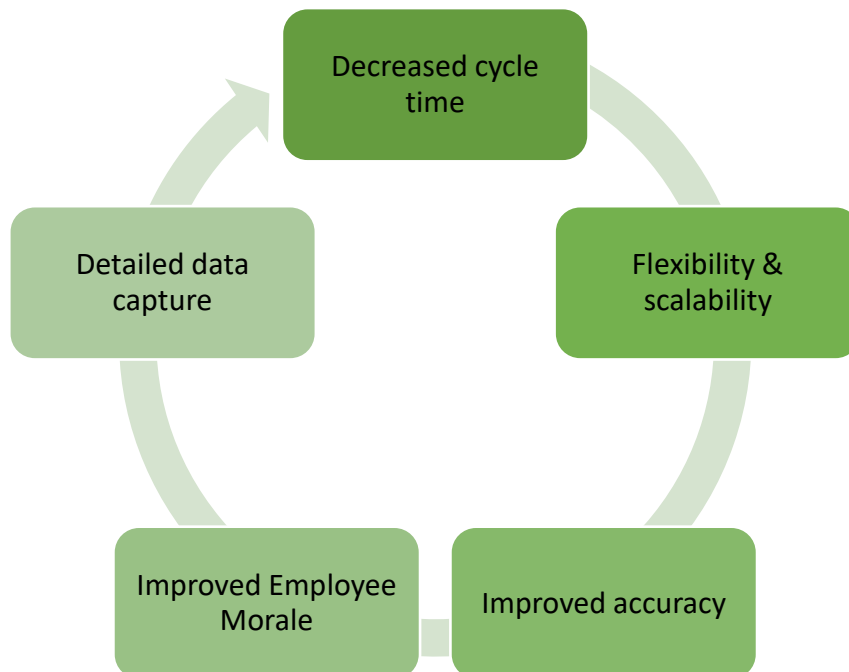 Decreased cycle
time
Flexibility &
scalability
Improved accuracy
Improved Employee
Morale
Detailed data
capture